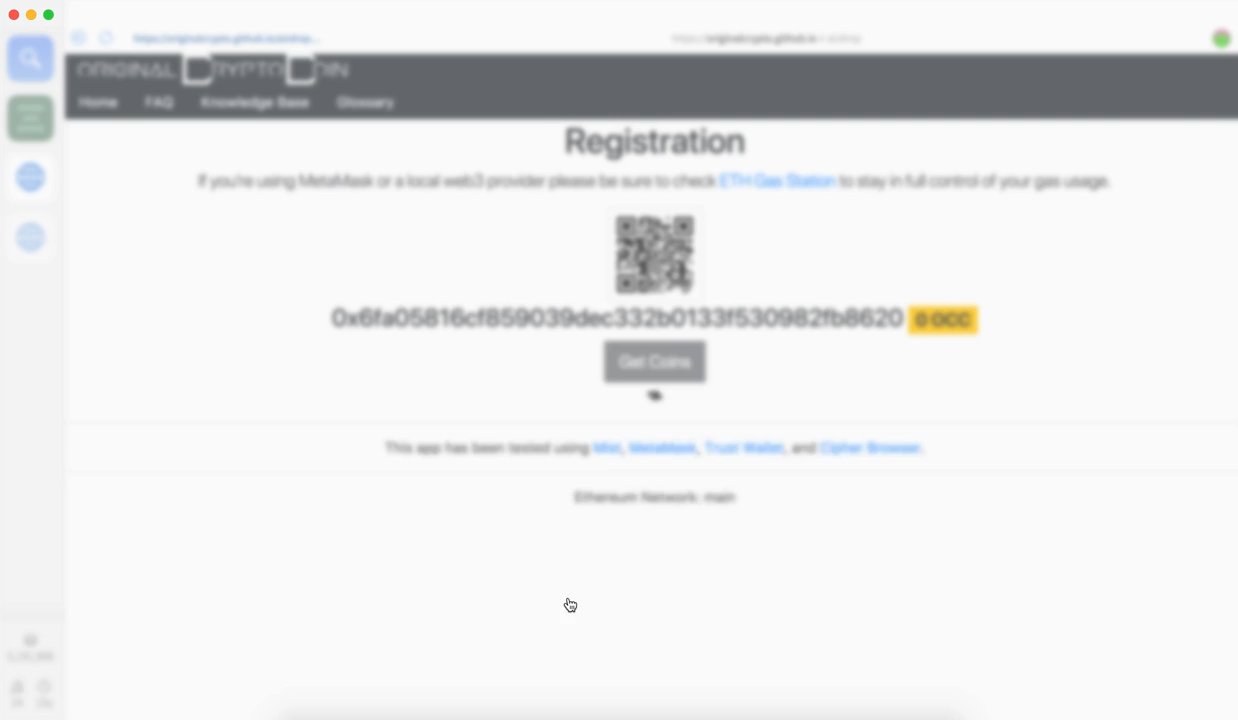 ORIGINAL CRYPTO COIN
Home FAQ Knowledge Base Glossary
Registration
If you're using MetaMask or a local web3 provider please be sure to check ETH Gas Station to stay in full control of your gas usage.
0x6fa05816cf859039dec332b0133f530982fb8620 0 OCC
Get Coins
This app has been tested using Mist, MetaMask, Trust Wallet, and Cipher Browser.
Ethereum Network: main